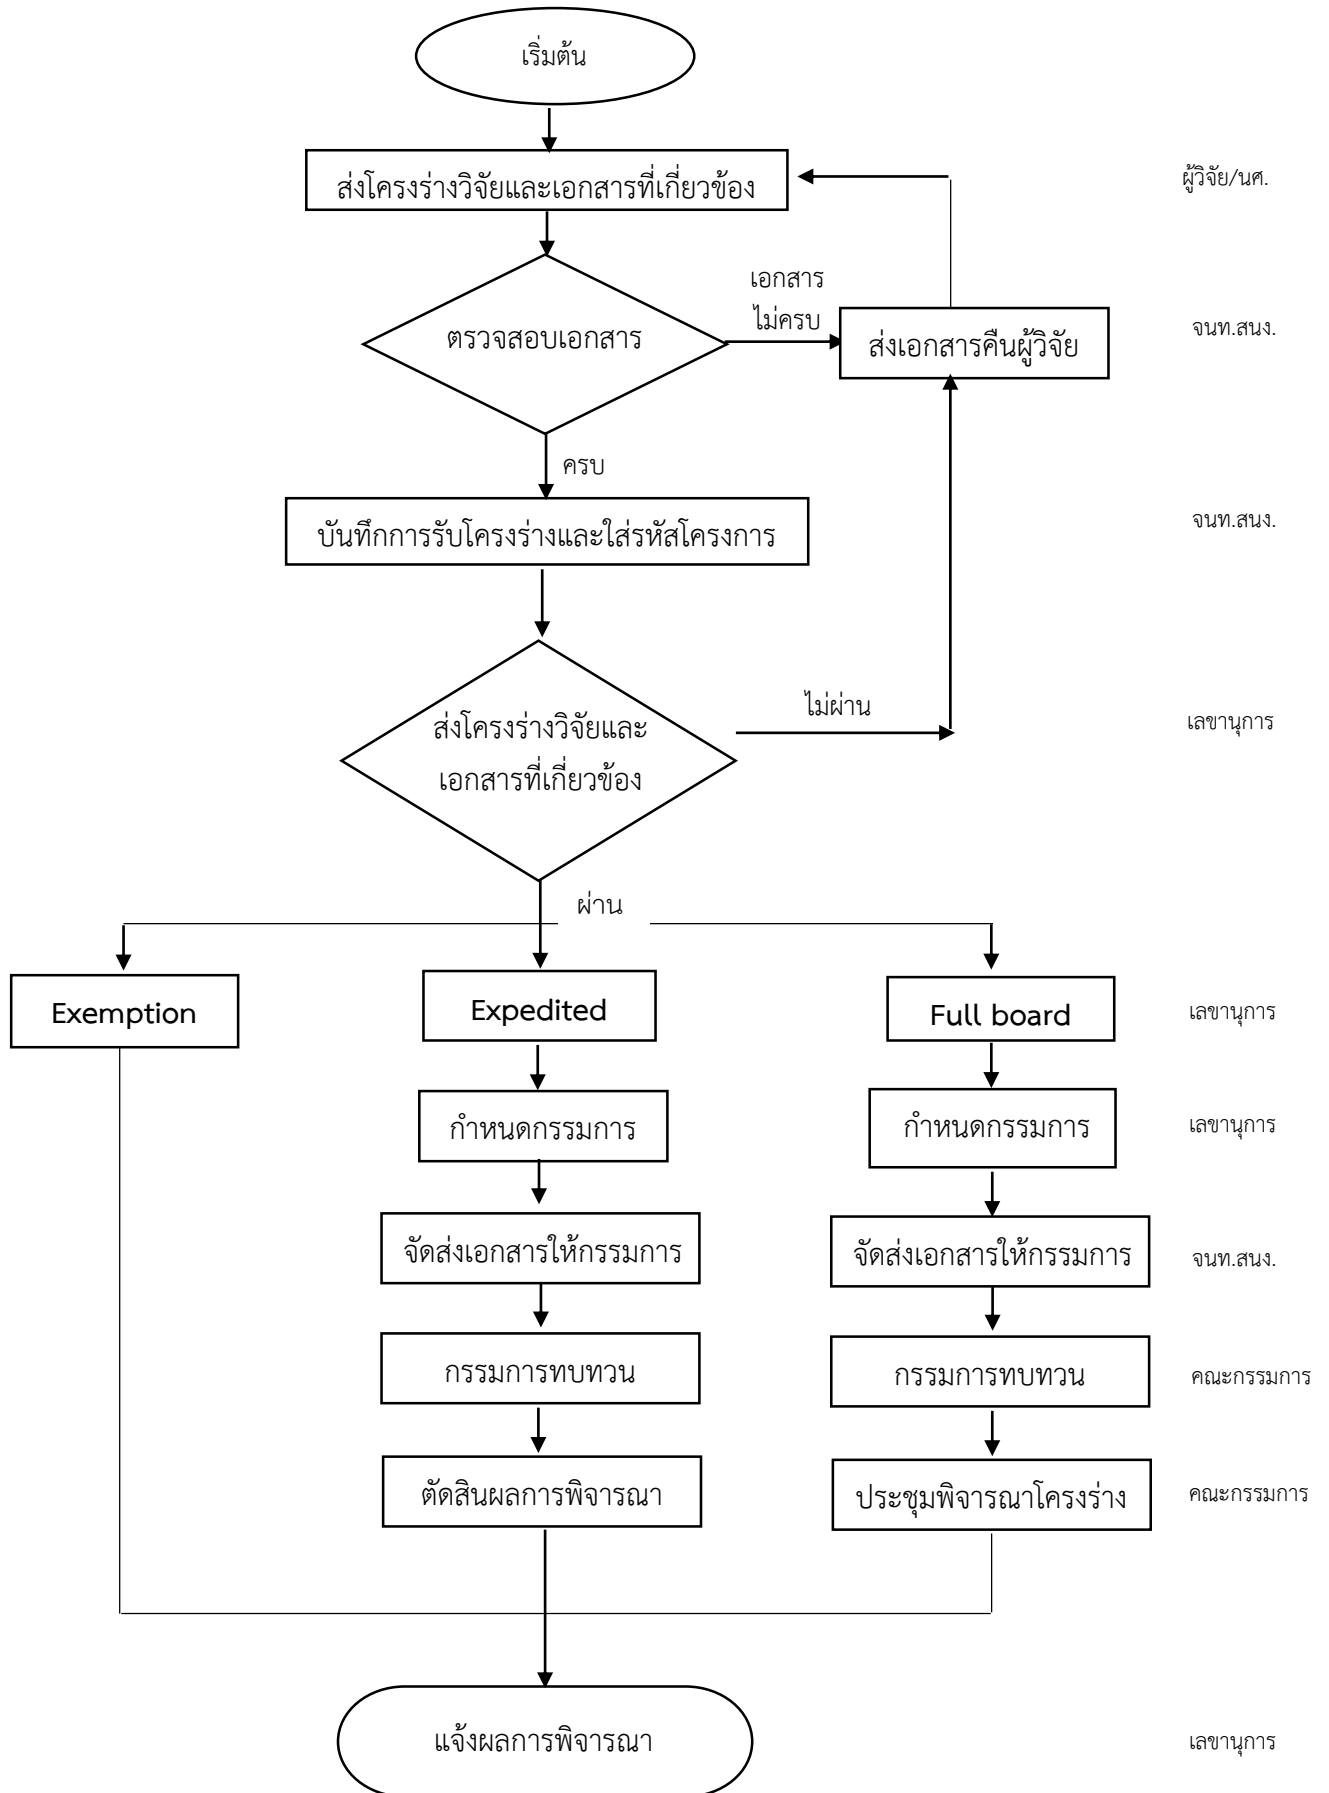 เริ่มต้น
ส่งโครงร่างวิจัยและเอกสารที่เกี่ยวข้อง
ผู้วิจัย/นศ.
ตรวจสอบเอกสาร
เอกสาร
ไม่ครบ
ส่งเอกสารคืนผู้วิจัย
จนท.สนง.
ครบ
บันทึกการรับโครงร่างและใส่รหัสโครงการ
จนท.สนง.
ส่งโครงร่างวิจัยและ
เอกสารที่เกี่ยวข้อง
ไม่ผ่าน
เลขานุการ
ผ่าน
Exemption
Expedited
Full board
เลขานุการ
กำหนดกรรมการ
กำหนดกรรมการ
เลขานุการ
จัดส่งเอกสารให้กรรมการ
จัดส่งเอกสารให้กรรมการ
จนท.สนง.
กรรมการทบทวน
กรรมการทบทวน
คณะกรรมการ
ตัดสินผลการพิจารณา
ประชุมพิจารณาโครงร่าง
คณะกรรมการ
แจ้งผลการพิจารณา
เลขานุการ